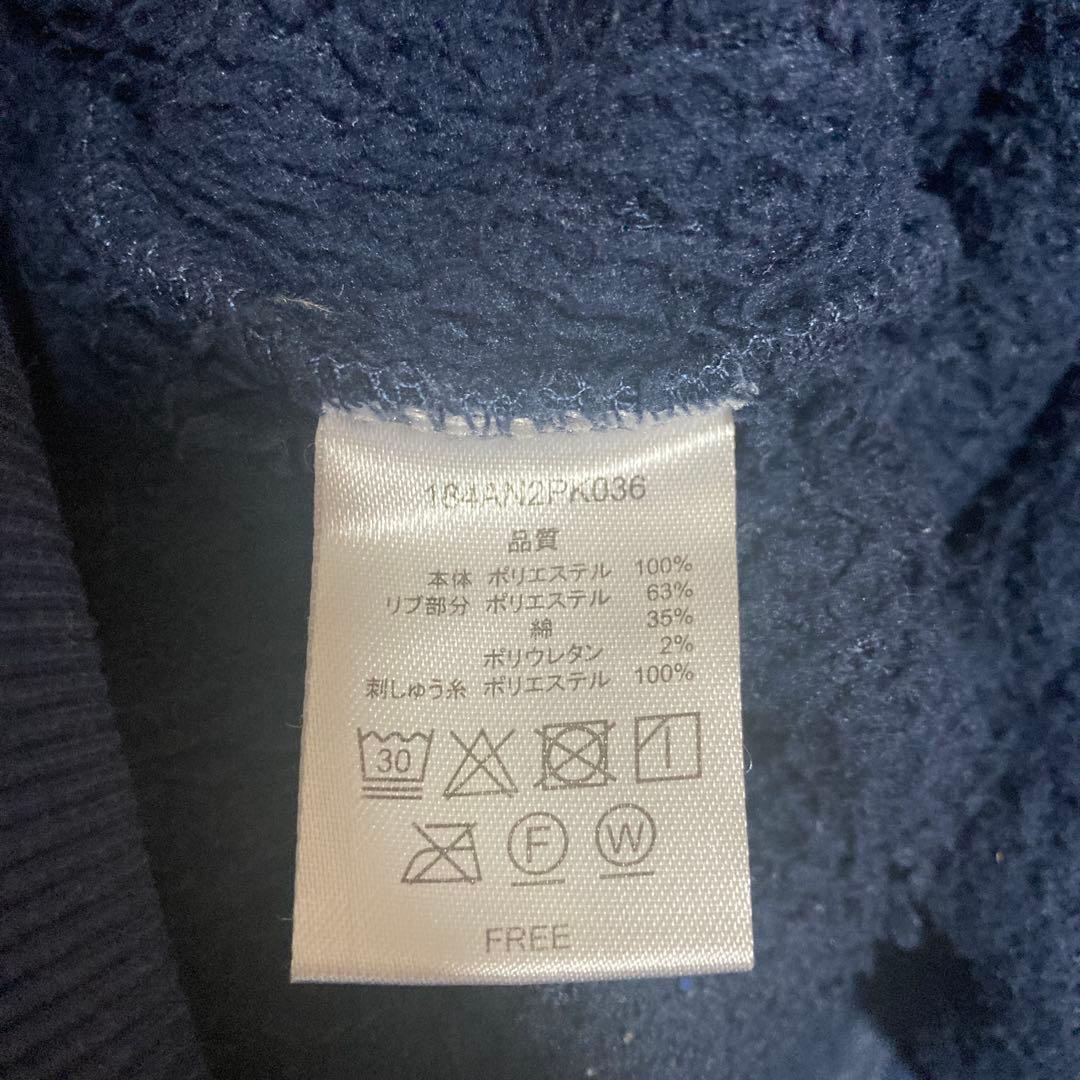 184AN2PK036
品質
本体 ポリエステル 100%
リブ部分 ポリエステル 63%
綿 35%
ポリウレタン 2%
刺しゅう糸 ポリエステル 100%
30
F W
FREE